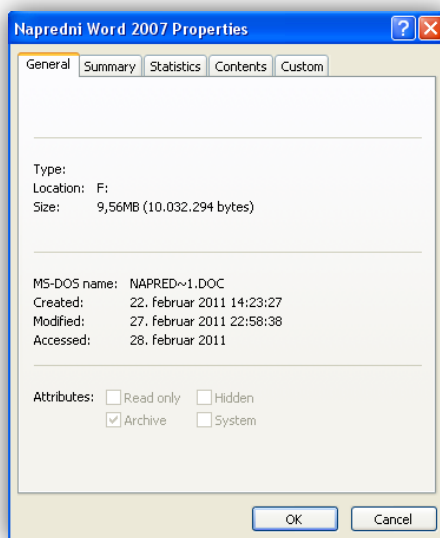 Napredni Word 2007 Properties
General Summary Statistics Contents Custom
Type:
Location: F:
Size: 9,56MB (10.032.294 bytes)
MS-DOS name: NAPRED~1.DOC
Created: 22. februar 2011 14:23:27
Modified: 27. februar 2011 22:58:38
Accessed: 28. februar 2011
Attributes: Read only Hidden
Archive System
OK Cancel